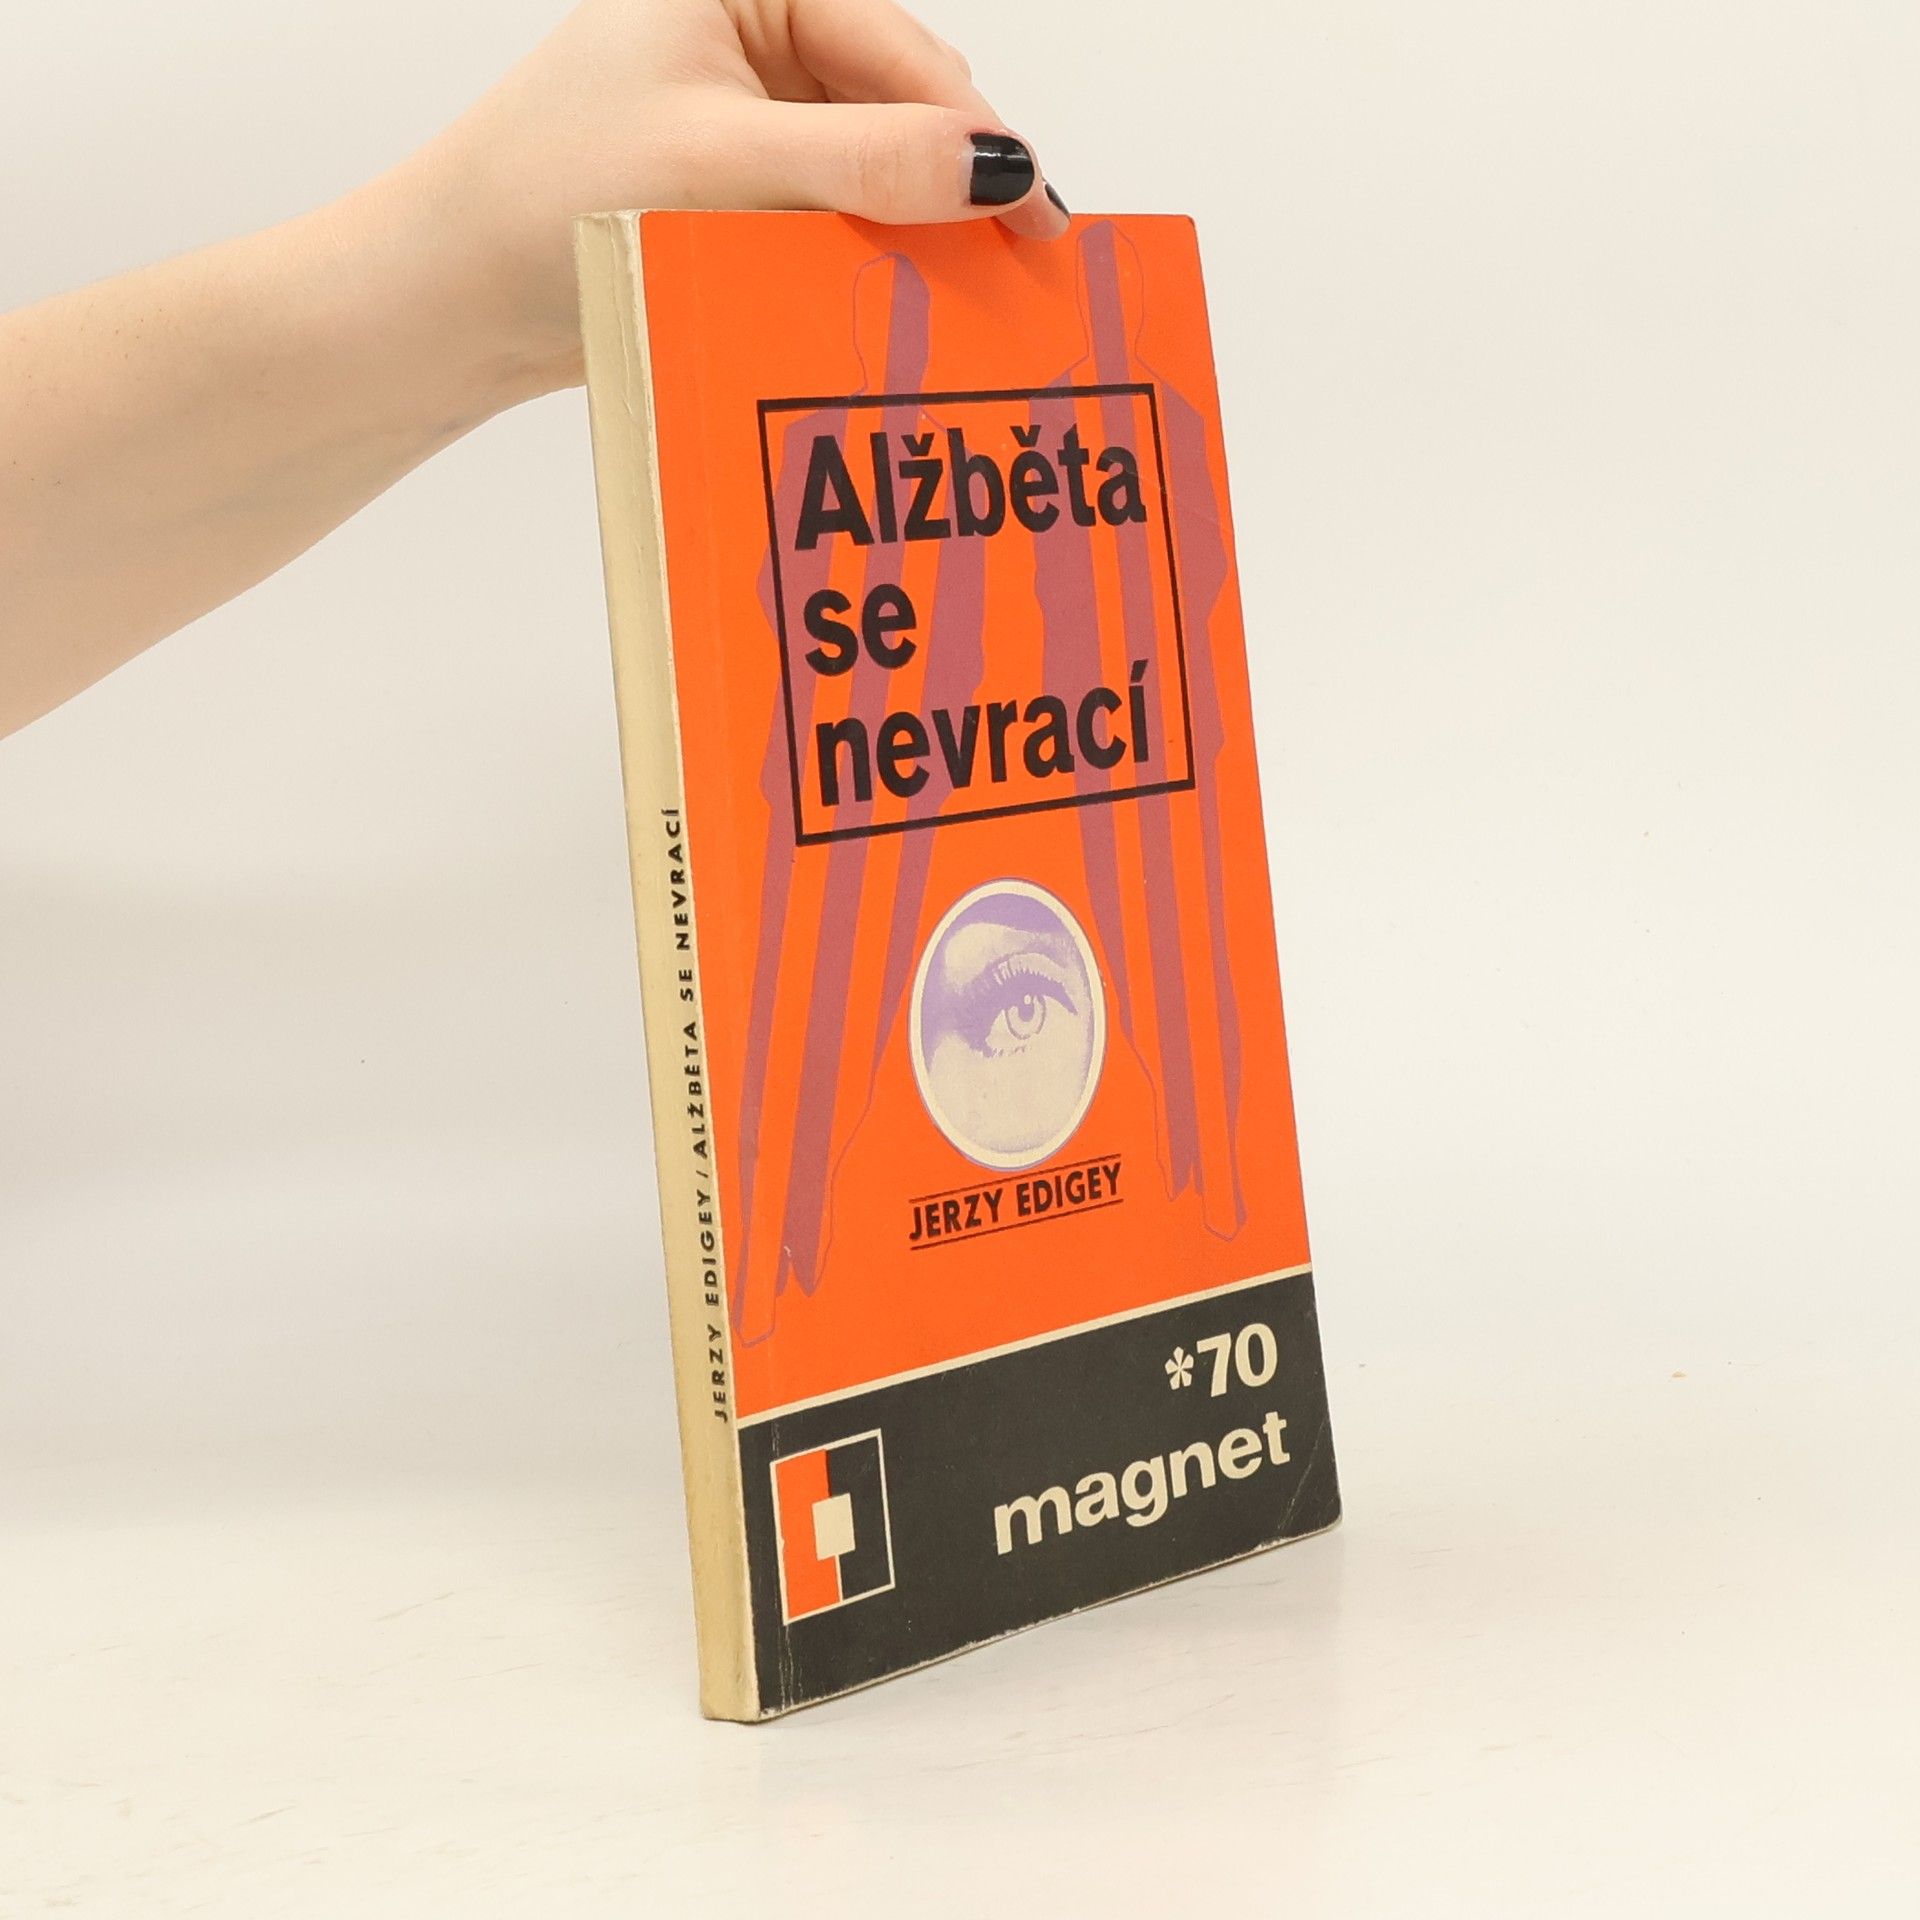 Alžběta
se
nevrací
JERZY EDIGEY
*70
magnet
JERZY EDIGEY / ALŽBĚTA SE NEVRACÍ